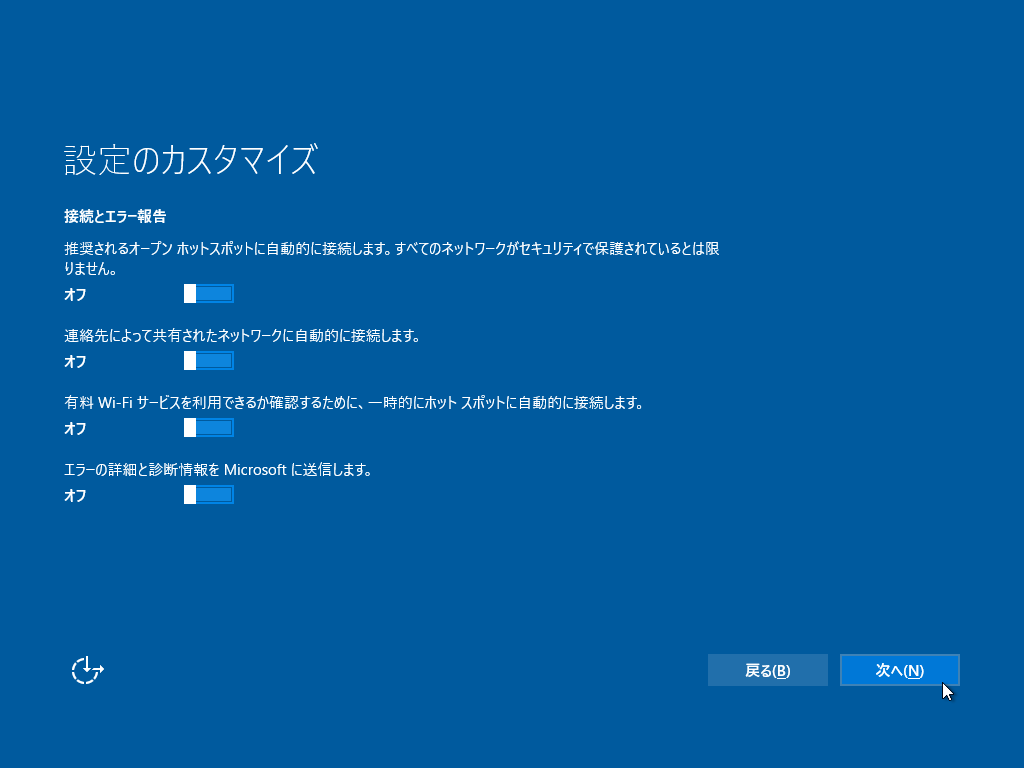 設定のカスタマイズ
接続とエラー報告
推奨されるオープン ホットスポットに自動的に接続します。すべてのネットワークがセキュリティで保護されているとは限
りません。
オフ
連絡先によって共有されたネットワークに自動的に接続します。
オフ
有料 Wi-Fi サービスを利用できるか確認するために、一時的にホット スポットに自動的に接続します。
オフ
エラーの詳細と診断情報を Microsoft に送信します。
オフ
戻る(B)
次へ(N)